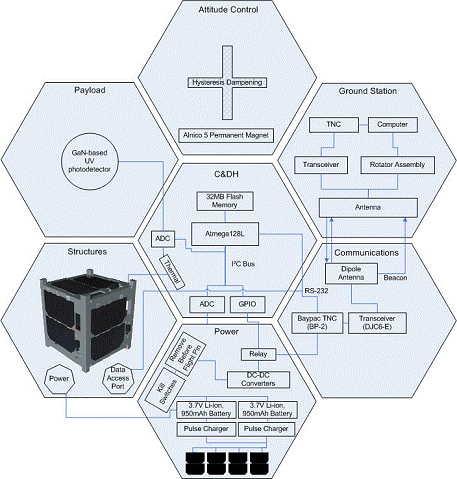 Attitude Control
Hysteresis Dampening
Alnico 5 Permanent Magnet
Payload
GaN-based
UV
photodetector
Ground Station
TNC
Computer
Transceiver
Rotator Assembly
Antenna
C&DH
32MB Flash
Memory
Atmega128L
ADC
Thermal
I²C Bus
ADC
GPIO
Structures
Power
Data
Access
Port
Communications
Dipole
Antenna
Beacon
RS-232
Baypac TNC
(BP-2)
Transceiver
(DJC6-E)
Power
Remove
Before
Flight Pin
Kill
Switches
Relay
DC-DC
Converters
3.7V Li-ion,
950mAh Battery
3.7V Li-ion,
950mAh Battery
Pulse Charger
Pulse Charger